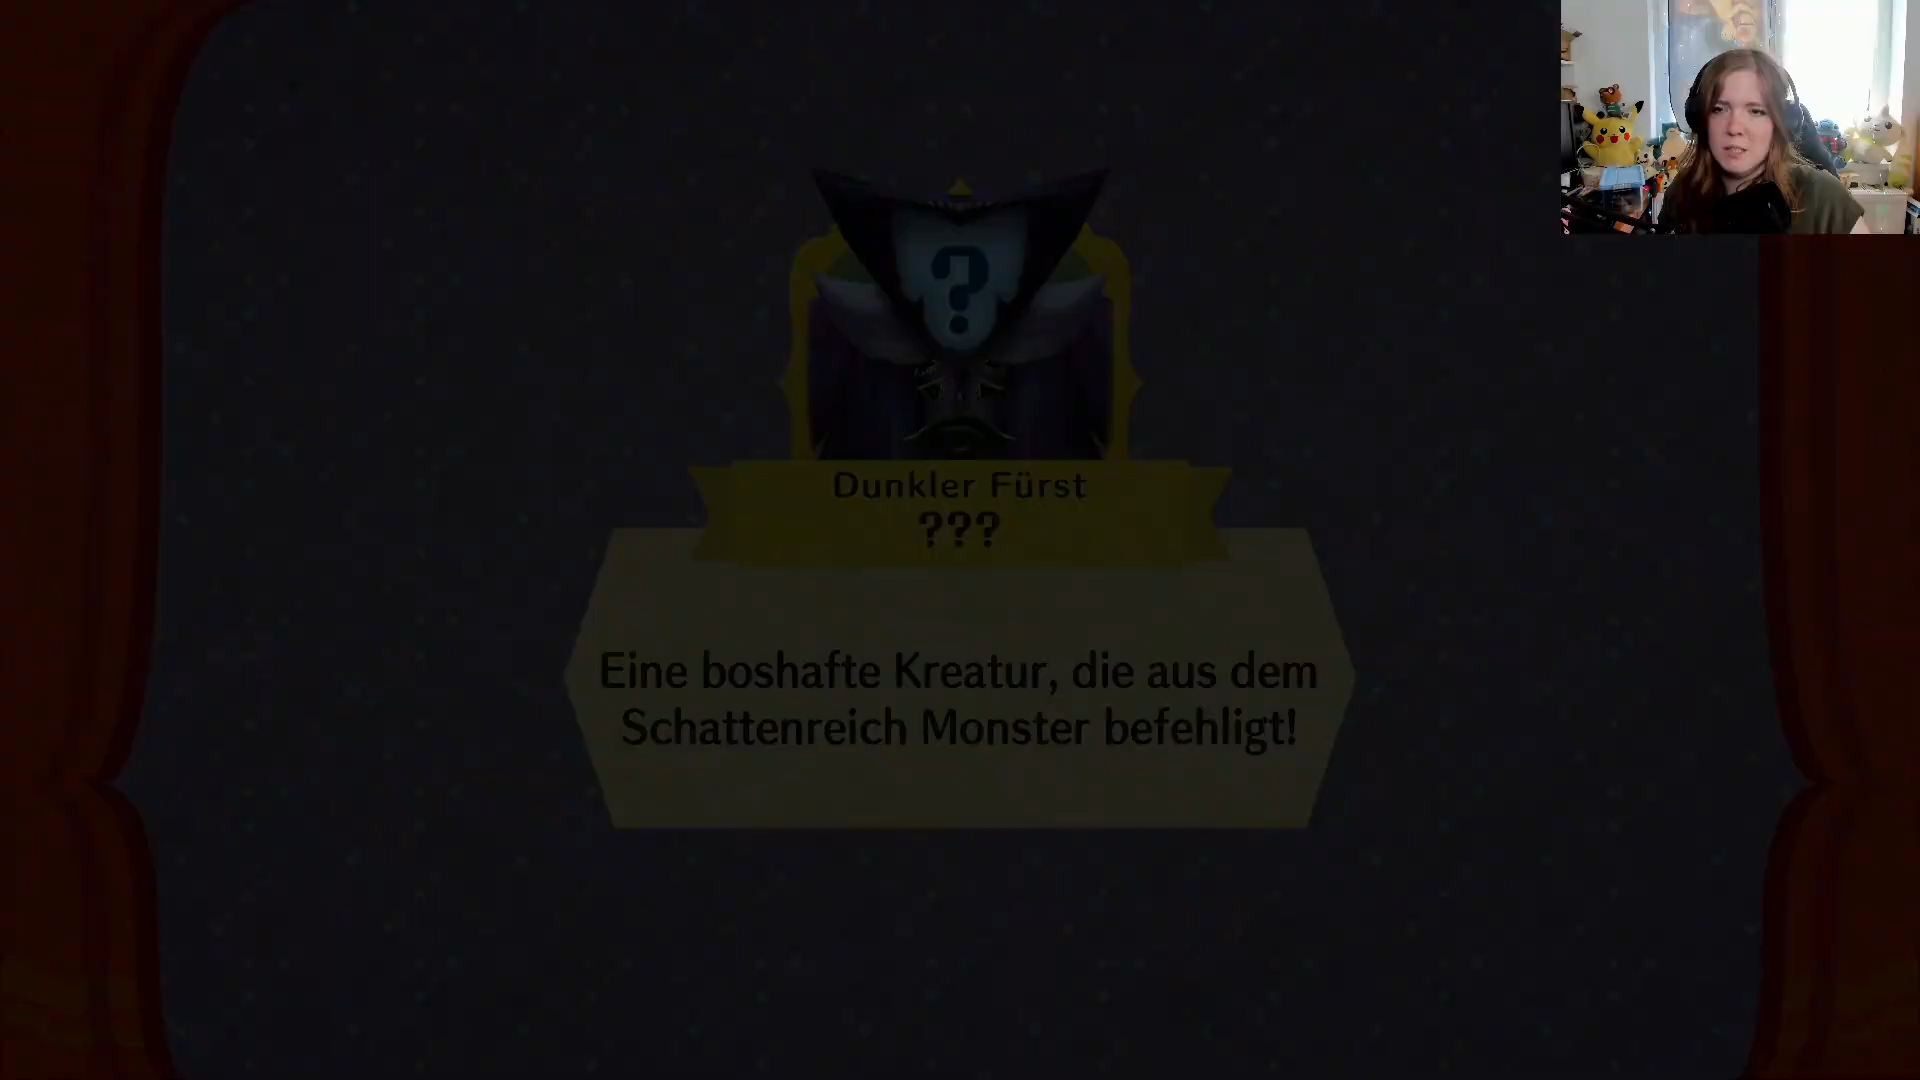 ?
Dunkler Fürst
???
Eine boshafte Kreatur, die aus dem
Schattenreich Monster befehligt!